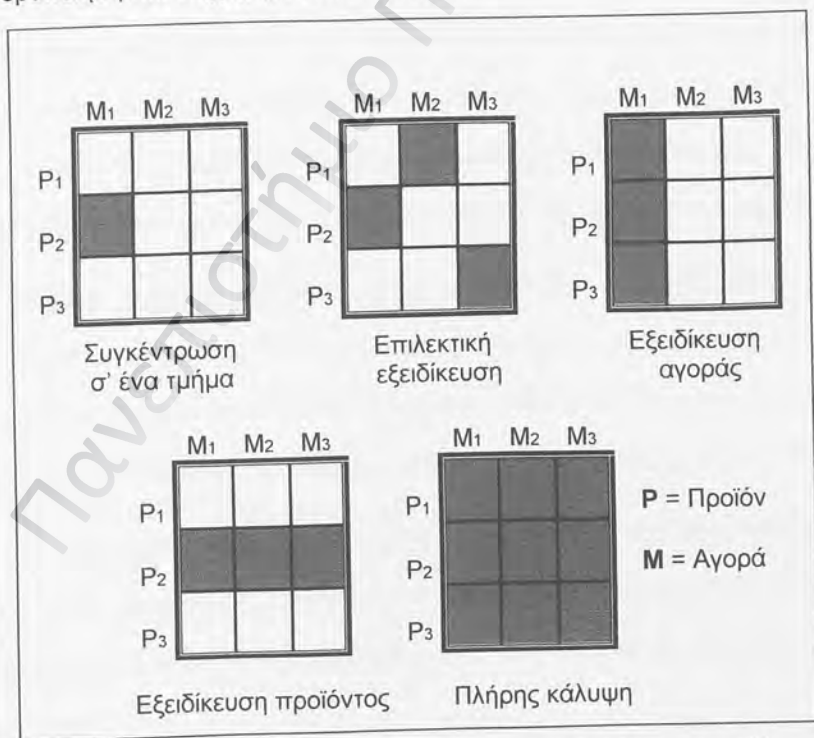 M1 M2 M3
P1
P2
P3
Συγκέντρωση
σ' ένα τμήμα
M1 M2 M3
P1
P2
P3
Επιλεκτική
εξειδίκευση
M1 M2 M3
P1
P2
P3
Εξειδίκευση
αγοράς
M1 M2 M3
P1
P2
P3
Εξειδίκευση προϊόντος
M1 M2 M3
P1
P2
P3
Πλήρης κάλυψη
P = Προϊόν
M = Αγορά
Πανεπιστήμιο